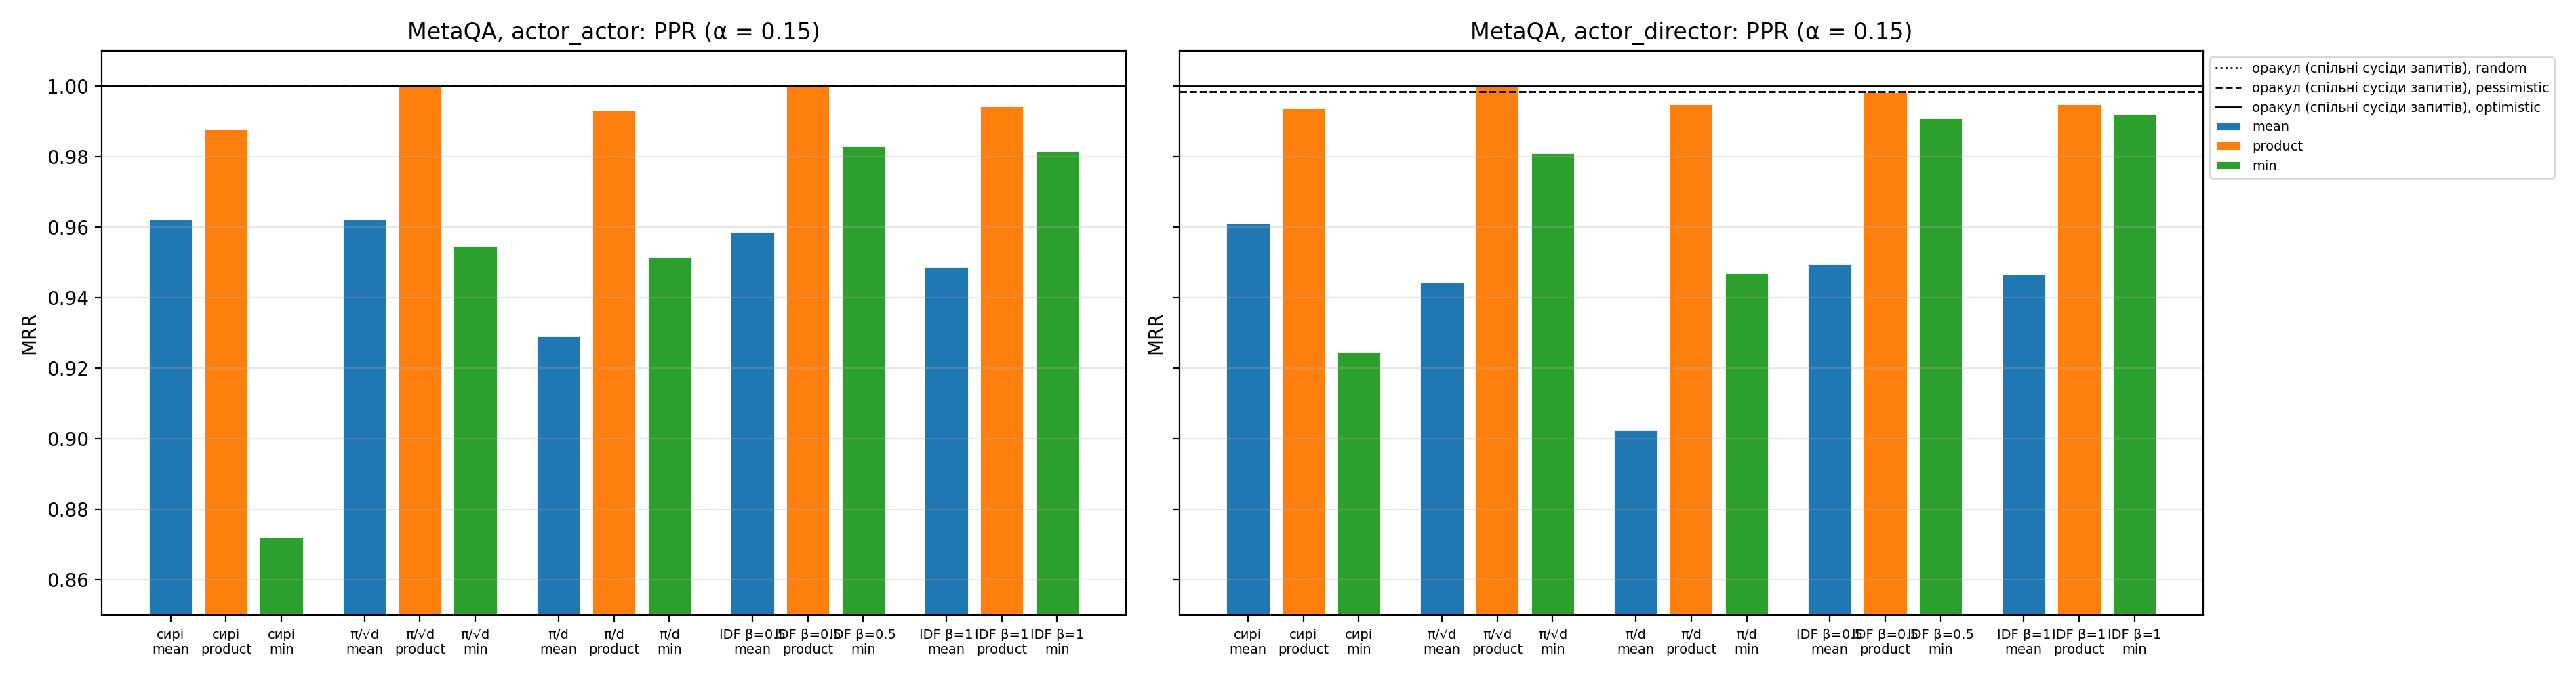 MetaQA, actor_actor: PPR (α = 0.15)
MRR
1.00
0.98
0.96
0.94
0.92
0.90
0.88
0.86
сирі mean
сирі product
сирі min
π/√d mean
π/√d product
π/√d min
π/d mean
π/d product
π/d min
IDF β=0.5 mean
IDF β=0.5 product
IDF β=0.5 min
IDF β=1 mean
IDF β=1 product
IDF β=1 min
MetaQA, actor_director: PPR (α = 0.15)
MRR
сирі mean
сирі product
сирі min
π/√d mean
π/√d product
π/√d min
π/d mean
π/d product
π/d min
IDF β=0.5 mean
IDF β=0.5 product
IDF β=0.5 min
IDF β=1 mean
IDF β=1 product
IDF β=1 min
оракул (спільні сусіди запитів), random
оракул (спільні сусіди запитів), pessimistic
оракул (спільні сусіди запитів), optimistic
mean
product
min